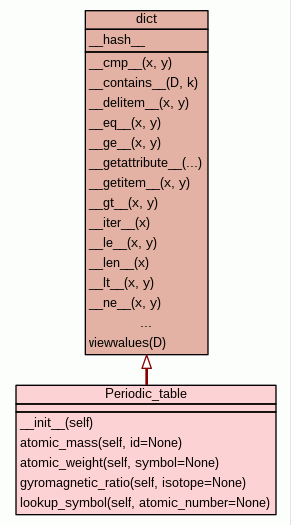 dict
__hash__
__cmp__(x, y)
__contains__(D, k)
__delitem__(x, y)
__eq__(x, y)
__ge__(x, y)
__getattribute__(...)
__getitem__(x, y)
__gt__(x, y)
__iter__(x)
__le__(x, y)
__len__(x)
__lt__(x, y)
__ne__(x, y)
...
viewvalues(D)
Periodic_table
__init__(self)
atomic_mass(self, id=None)
atomic_weight(self, symbol=None)
gyromagnetic_ratio(self, isotope=None)
lookup_symbol(self, atomic_number=None)